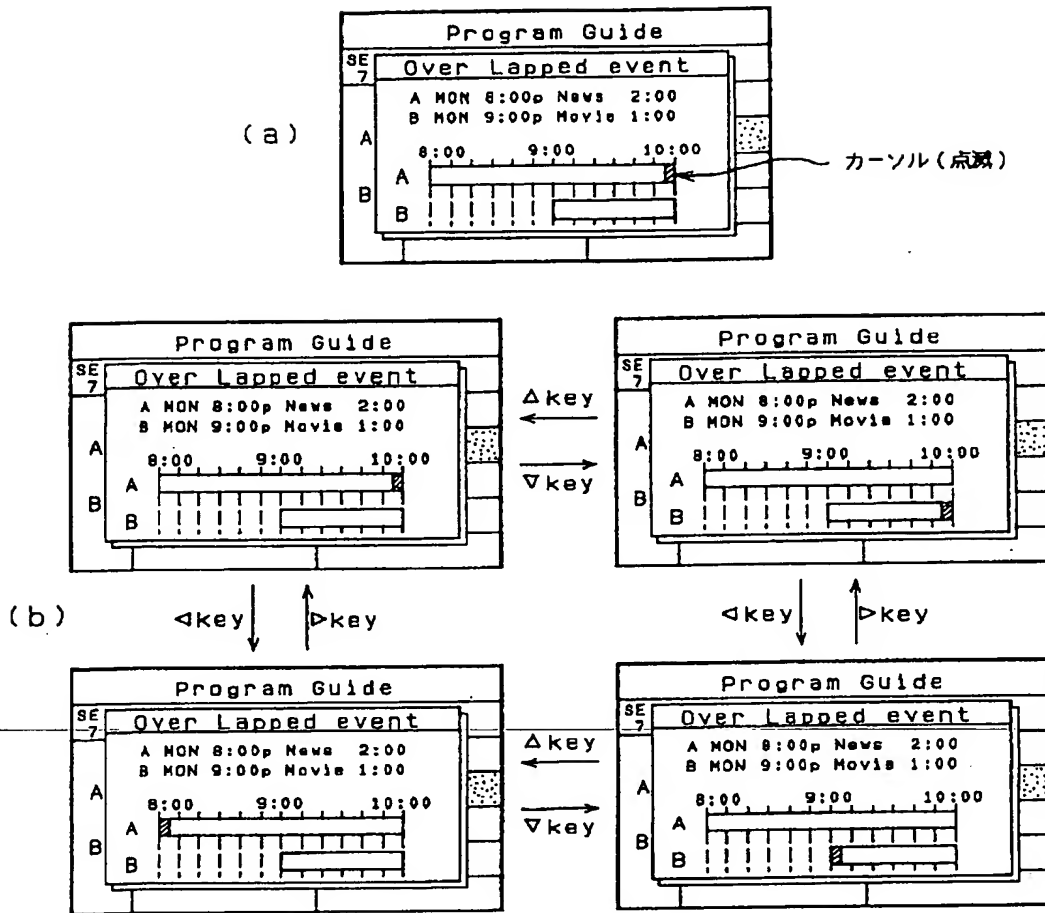 Program Guide
SE
7
Over Lapped event
A MON 8:00p News 2:00
B MON 9:00p Movie 1:00
(a)
A
8:00 9:00 10:00
カーソル(点滅)
A
B
B
Program Guide
SE
7
Over Lapped event
A MON 8:00p News 2:00
B MON 9:00p Movie 1:00
A
8:00 9:00 10:00
A
B
B
△key
▽key
Program Guide
SE
7
Over Lapped event
A MON 8:00p News 2:00
B MON 9:00p Movie 1:00
A
8:00 9:00 10:00
A
B
B
(b)
◁key ▷key
◁key ▷key
Program Guide
SE
7
Over Lapped event
A MON 8:00p News 2:00
B MON 9:00p Movie 1:00
A
8:00 9:00 10:00
A
B
B
△key
▽key
Program Guide
SE
7
Over Lapped event
A MON 8:00p News 2:00
B MON 9:00p Movie 1:00
A
8:00 9:00 10:00
A
B
B